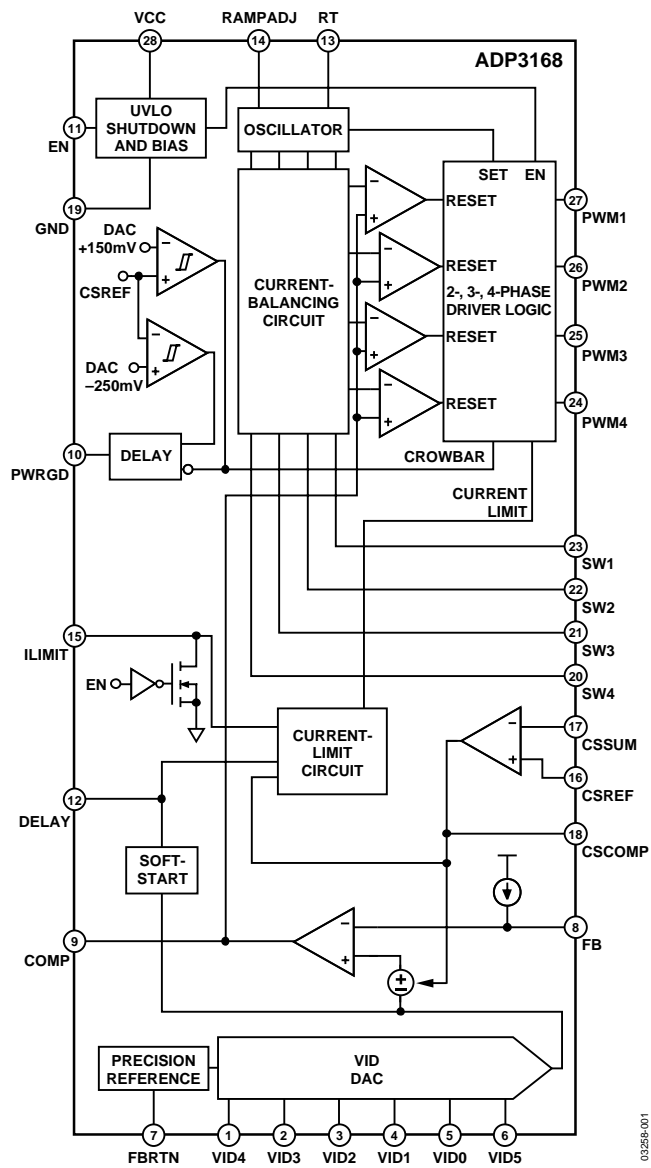 VCC
RAMPADJ
RT
28
14
13
ADP3168
11
EN
UVLO
SHUTDOWN
AND BIAS
OSCILLATOR
SET
EN
19
GND
DAC
+150mV
CSREF
DAC
–250mV
CURRENT-
BALANCING
CIRCUIT
RESET
RESET
RESET
RESET
2-, 3-, 4-PHASE
DRIVER LOGIC
27
PWM1
26
PWM2
25
PWM3
24
PWM4
10
PWRGD
DELAY
CROWBAR
CURRENT
LIMIT
23
SW1
22
SW2
21
SW3
20
SW4
15
ILIMIT
EN
CURRENT-
LIMIT
CIRCUIT
17
CSSUM
16
CSREF
18
CSCOMP
12
DELAY
SOFT-
START
8
FB
9
COMP
PRECISION
REFERENCE
VID
DAC
7
FBRTN
1
VID4
2
VID3
3
VID2
4
VID1
5
VID0
6
VID5
03258-001